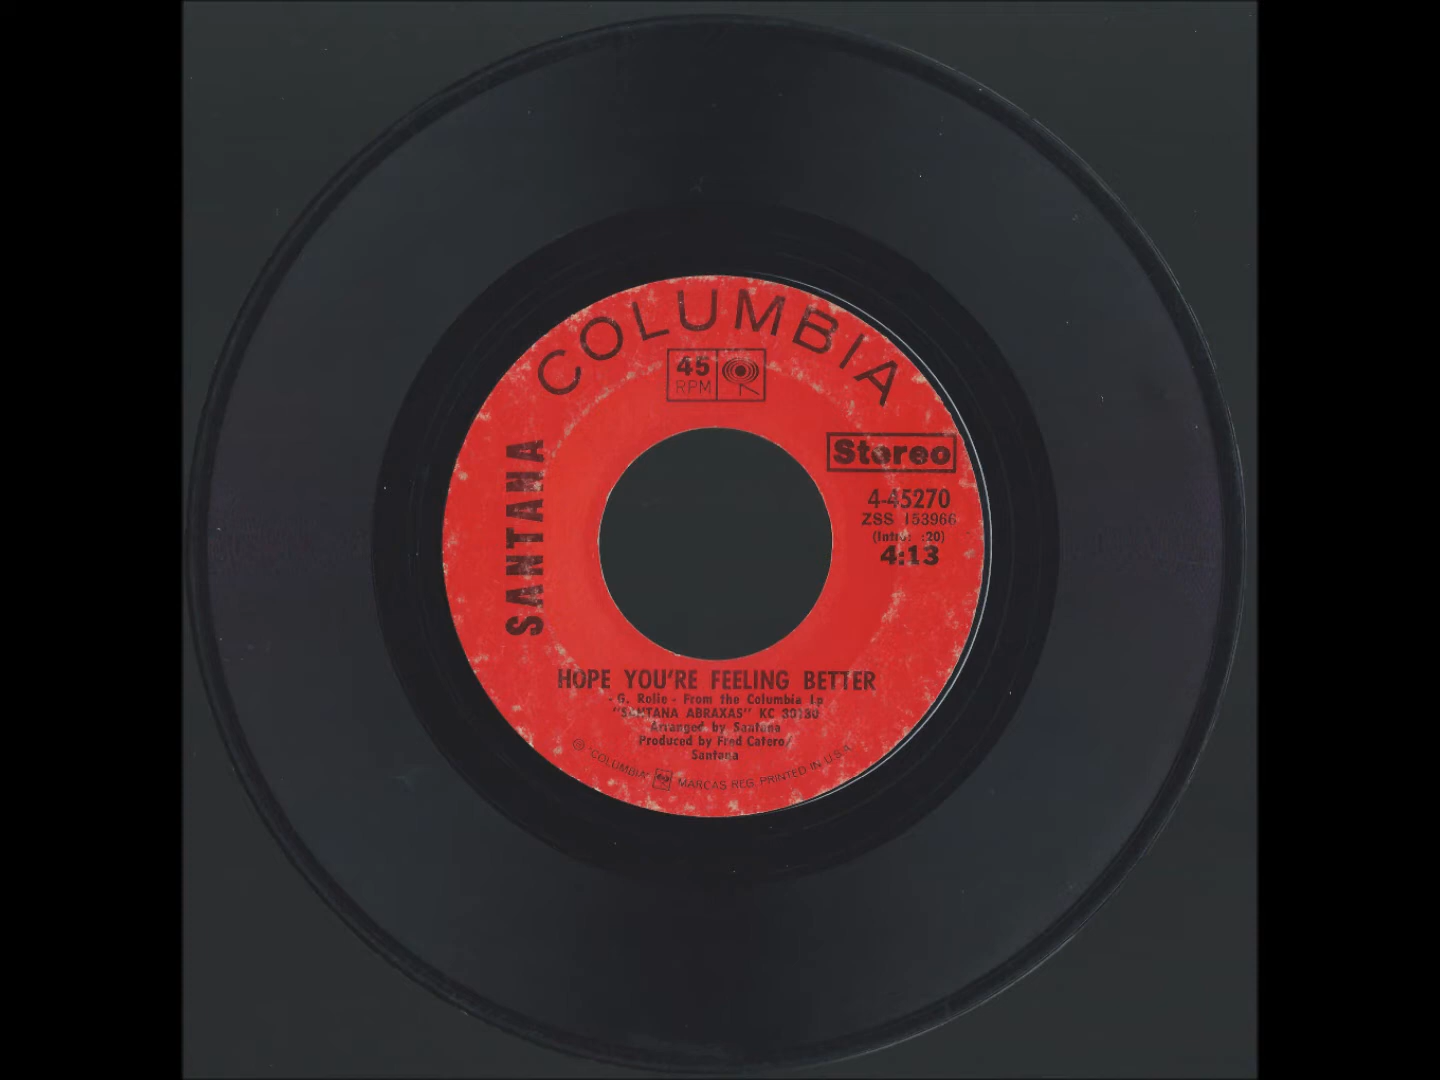 COLUMBIA
45
RPM
Stereo
SANTANA
4-45270
ZSS 153966
(Intro: :20)
4:13
HOPE YOU'RE FEELING BETTER
- G. Rolie - From the Columbia Lp
"SANTANA ABRAXAS" KC 30130
Arranged by Santana
Produced by Fred Catero/
Santana
℗ "COLUMBIA" MARCAS REG. PRINTED IN U.S.A.